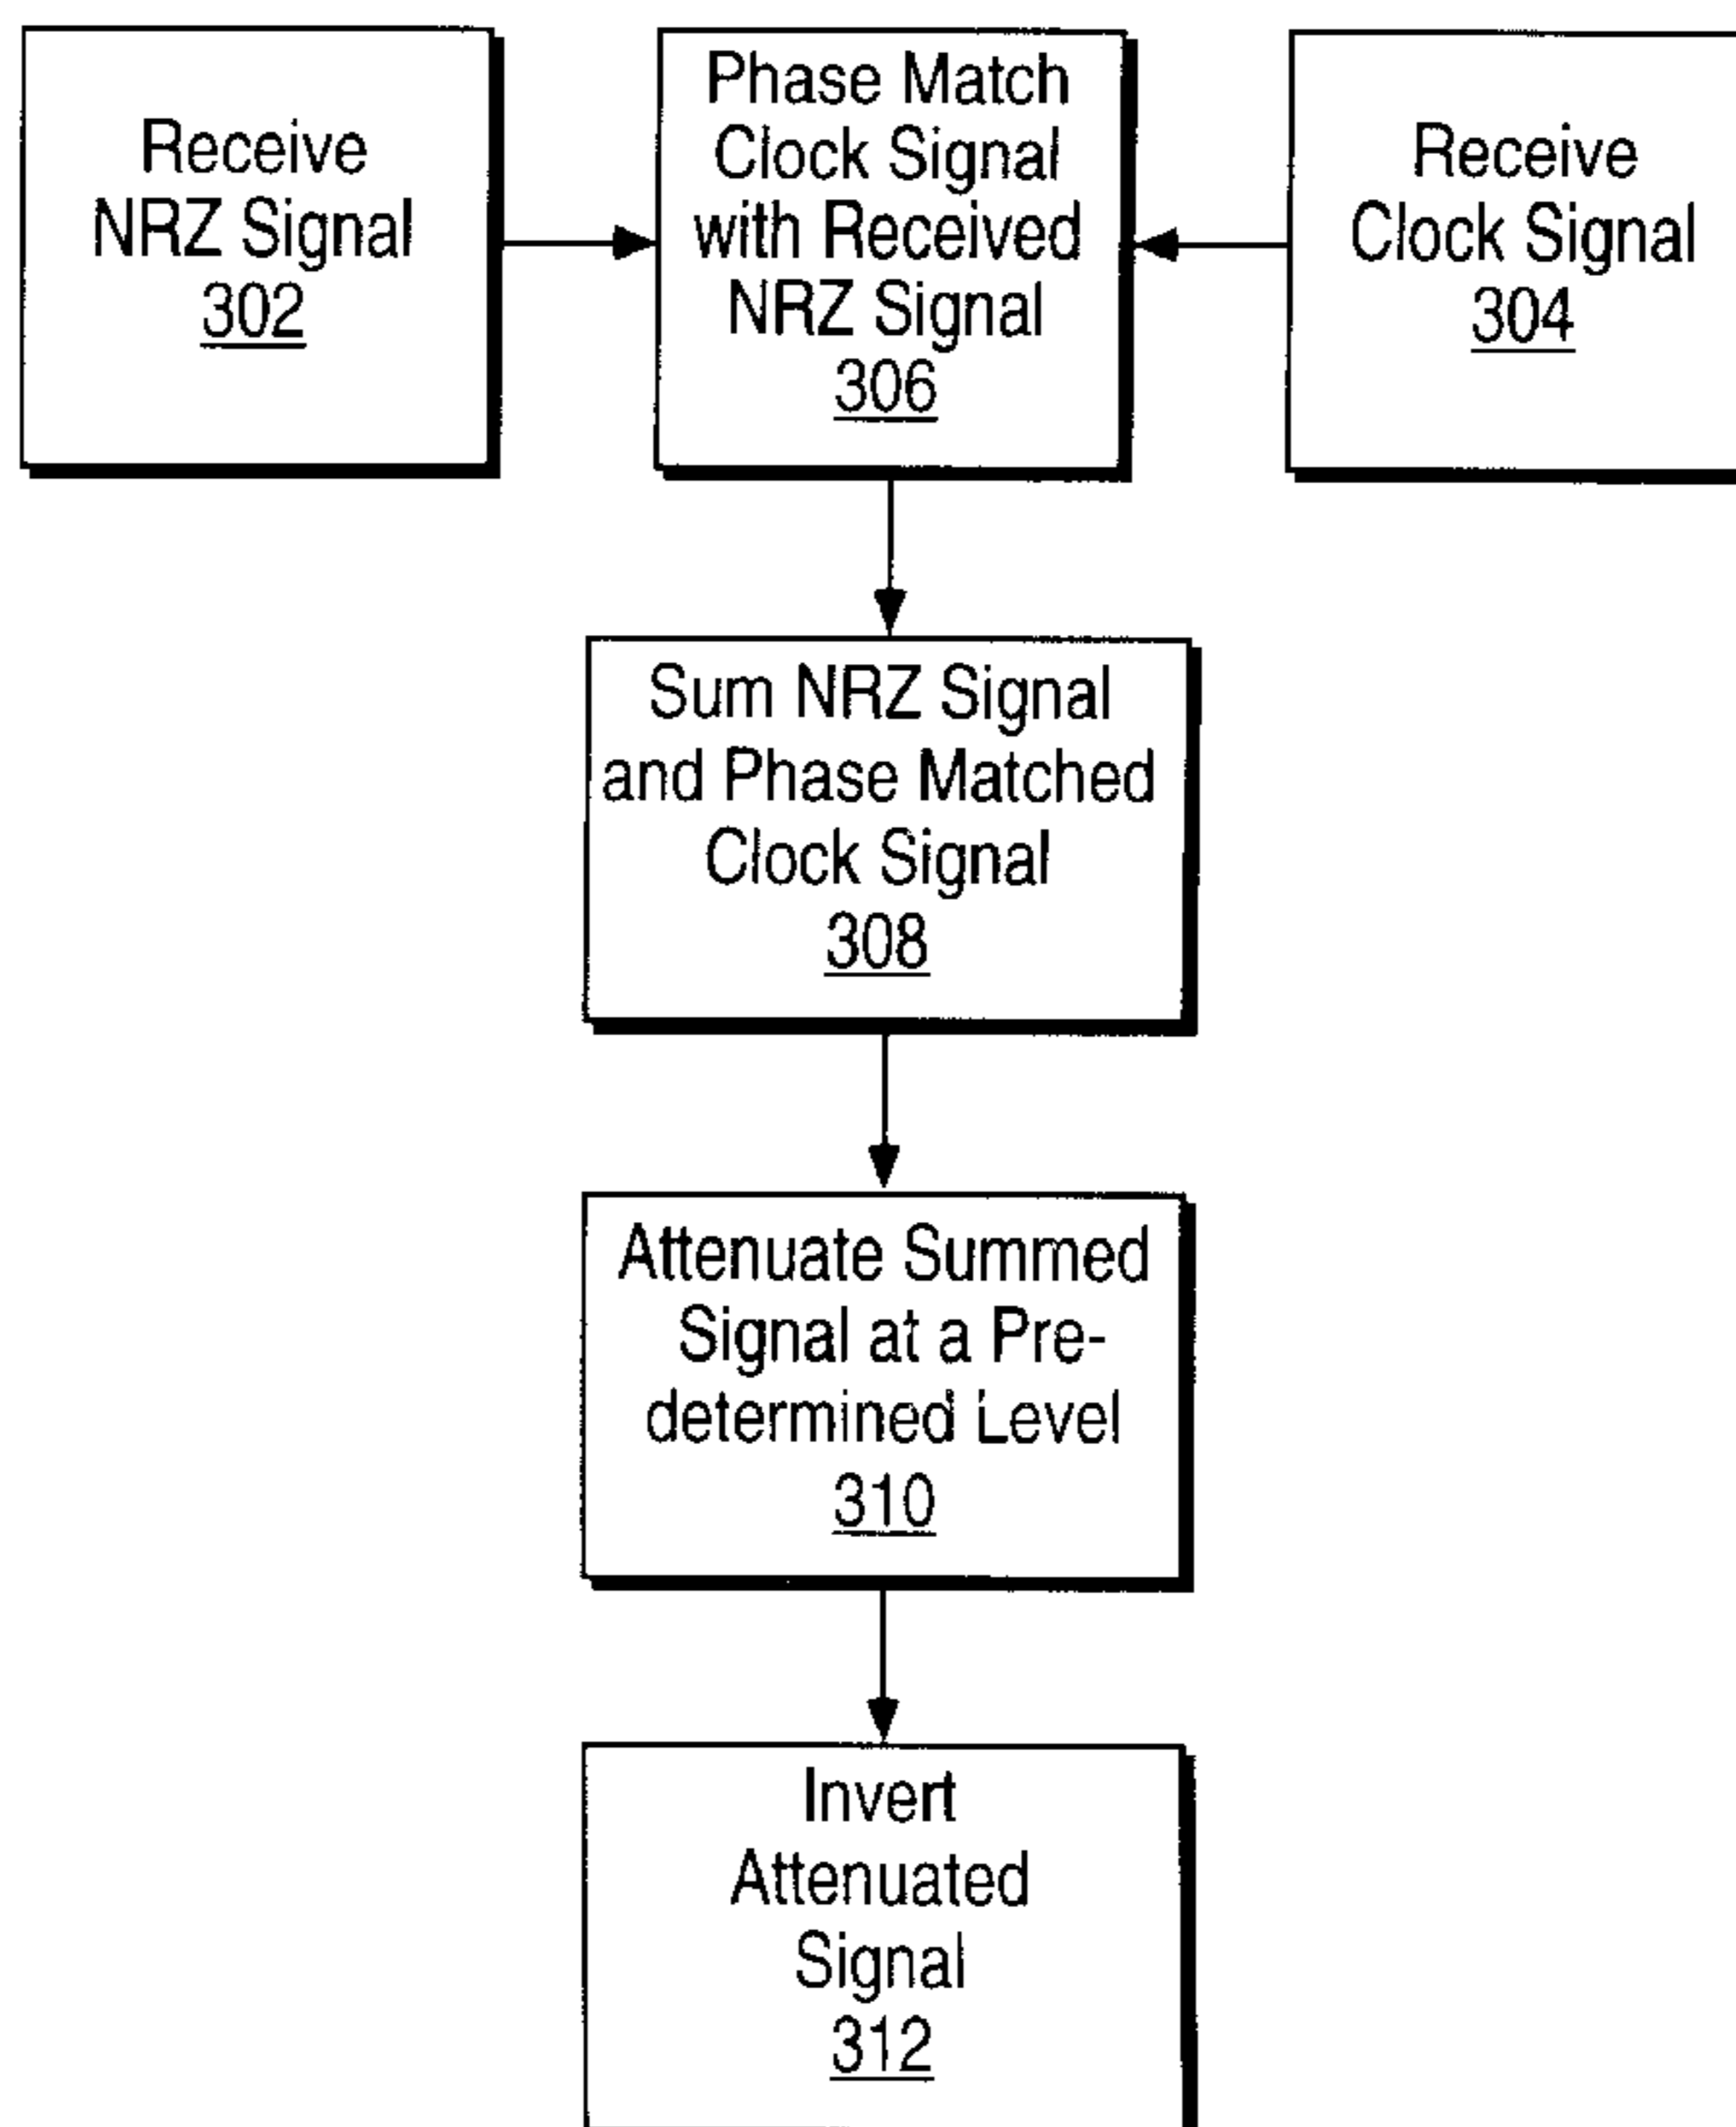 Receive
NRZ Signal
302
Phase Match
Clock Signal
with Received
NRZ Signal
306
Receive
Clock Signal
304
Sum NRZ Signal
and Phase Matched
Clock Signal
308
Attenuate Summed
Signal at a Pre-
determined Level
310
Invert
Attenuated
Signal
312